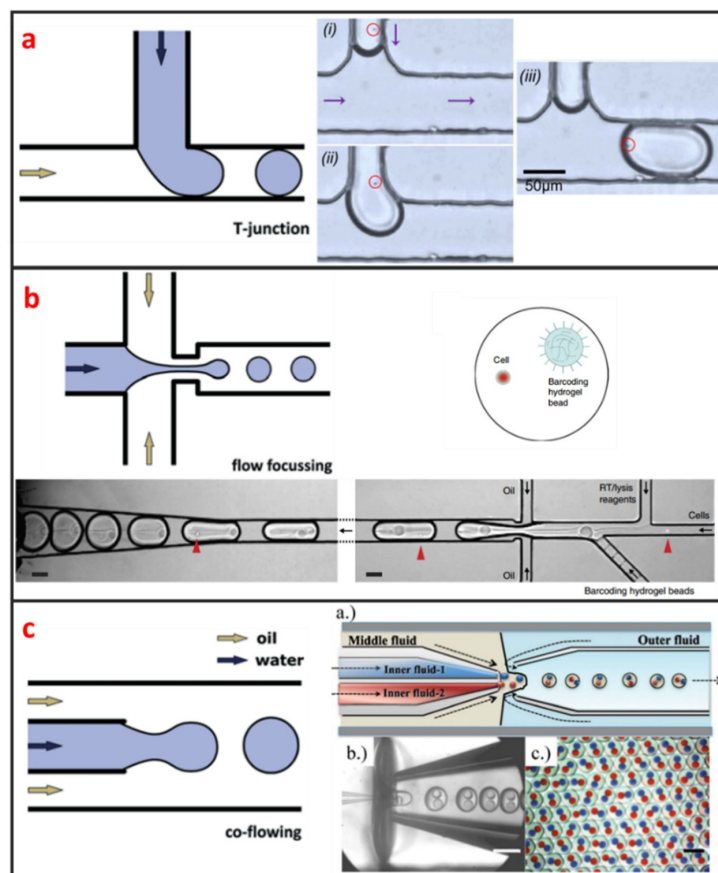 a
T-junction
(i)
(ii)
(iii)
50µm
b
flow focussing
Cell
Barcoding
hydrogel
bead
Oil
RT/lysis
reagents
Cells
Oil
Barcoding hydrogel beads
c
oil
water
co-flowing
a.)
Middle fluid
Outer fluid
Inner fluid-1
Inner fluid-2
b.)
c.)